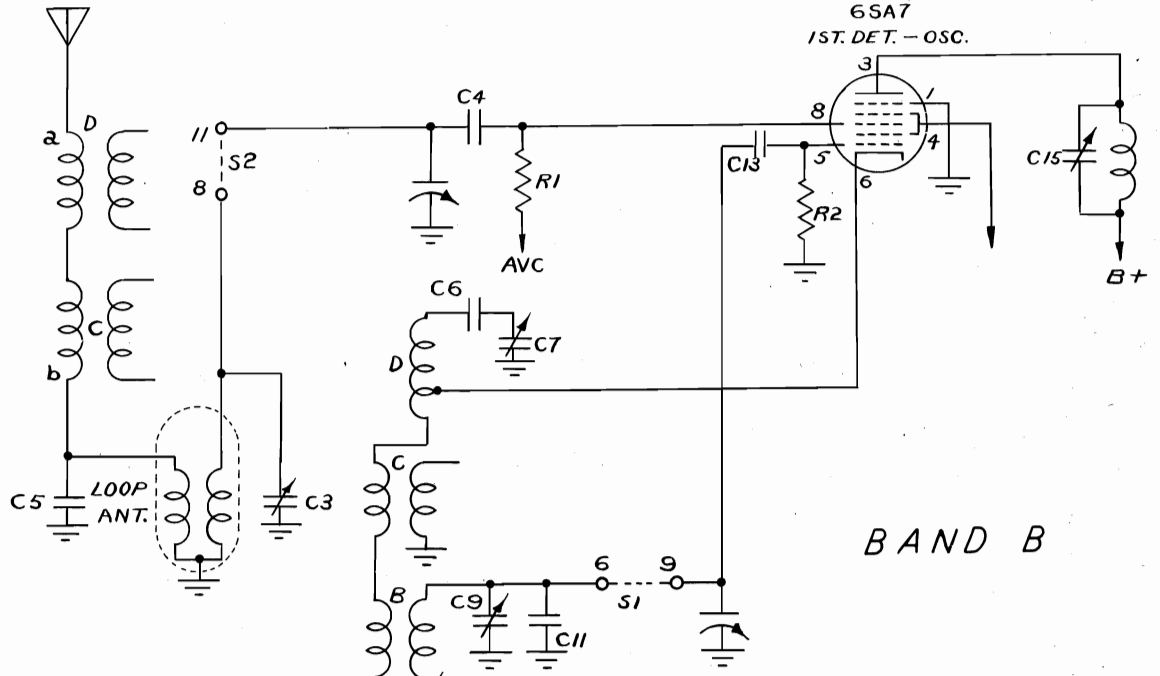 6SA7
1ST. DET. – OSC.
3
1
8
4
5
6
C4
C13
C15
a
D
11
S2
8
R1
R2
AVC
B+
C6
C7
D
C
b
C5
LOOP
ANT.
C3
C
BAND B
6
9
S1
B
C9
C11